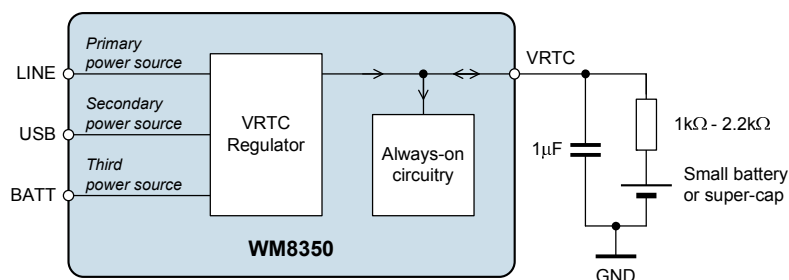 Primary
power source
LINE
Secondary
power source
USB
Third
power source
BATT
VRTC
Regulator
Always-on
circuitry
WM8350
VRTC
1µF
1kΩ - 2.2kΩ
Small battery
or super-cap
GND